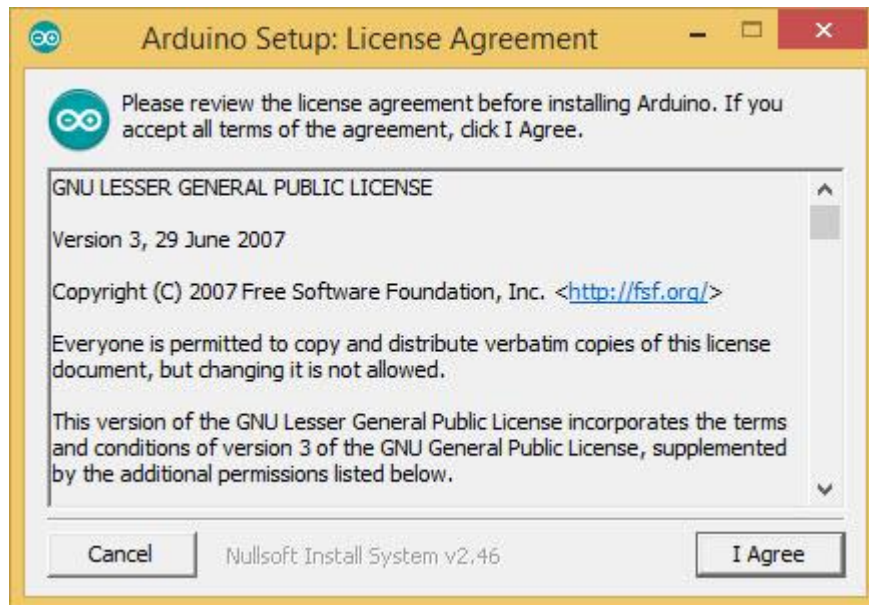 Arduino Setup: License Agreement
Please review the license agreement before installing Arduino. If you
accept all terms of the agreement, click I Agree.
GNU LESSER GENERAL PUBLIC LICENSE
Version 3, 29 June 2007
Copyright (C) 2007 Free Software Foundation, Inc. <http://fsf.org/>
Everyone is permitted to copy and distribute verbatim copies of this license
document, but changing it is not allowed.
This version of the GNU Lesser General Public License incorporates the terms
and conditions of version 3 of the GNU General Public License, supplemented
by the additional permissions listed below.
Cancel
Nullsoft Install System v2.46
I Agree